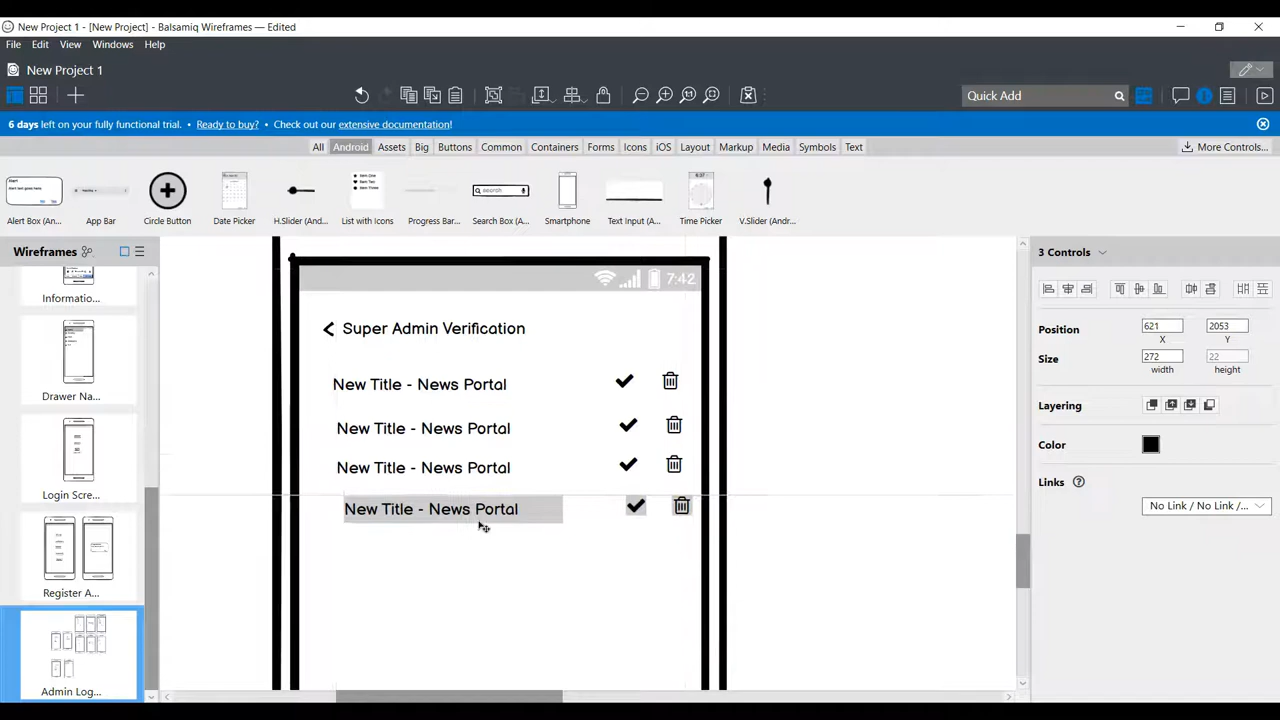 New Project 1 - [New Project] - Balsamiq Wireframes — Edited
File Edit View Windows Help
New Project 1
Quick Add
6 days left on your fully functional trial. Ready to buy? • Check out our extensive documentation!
All Android Assets Big Buttons Common Containers Forms Icons iOS Layout Markup Media Symbols Text More Controls...
Alert Box (An... App Bar Circle Button Date Picker H.Slider (And... List with Icons Progress Bar... Search Box (A... Smartphone Text Input (A... Time Picker V.Slider (Andr...
Wireframes
Informatio...
Drawer Na...
Login Scre...
Register A...
Admin Log...
7:42
Super Admin Verification
New Title - News Portal
New Title - News Portal
New Title - News Portal
New Title - News Portal
3 Controls
Position 621 2053
X Y
Size 272 22
width height
Layering
Color
Links ?
No Link / No Link /...